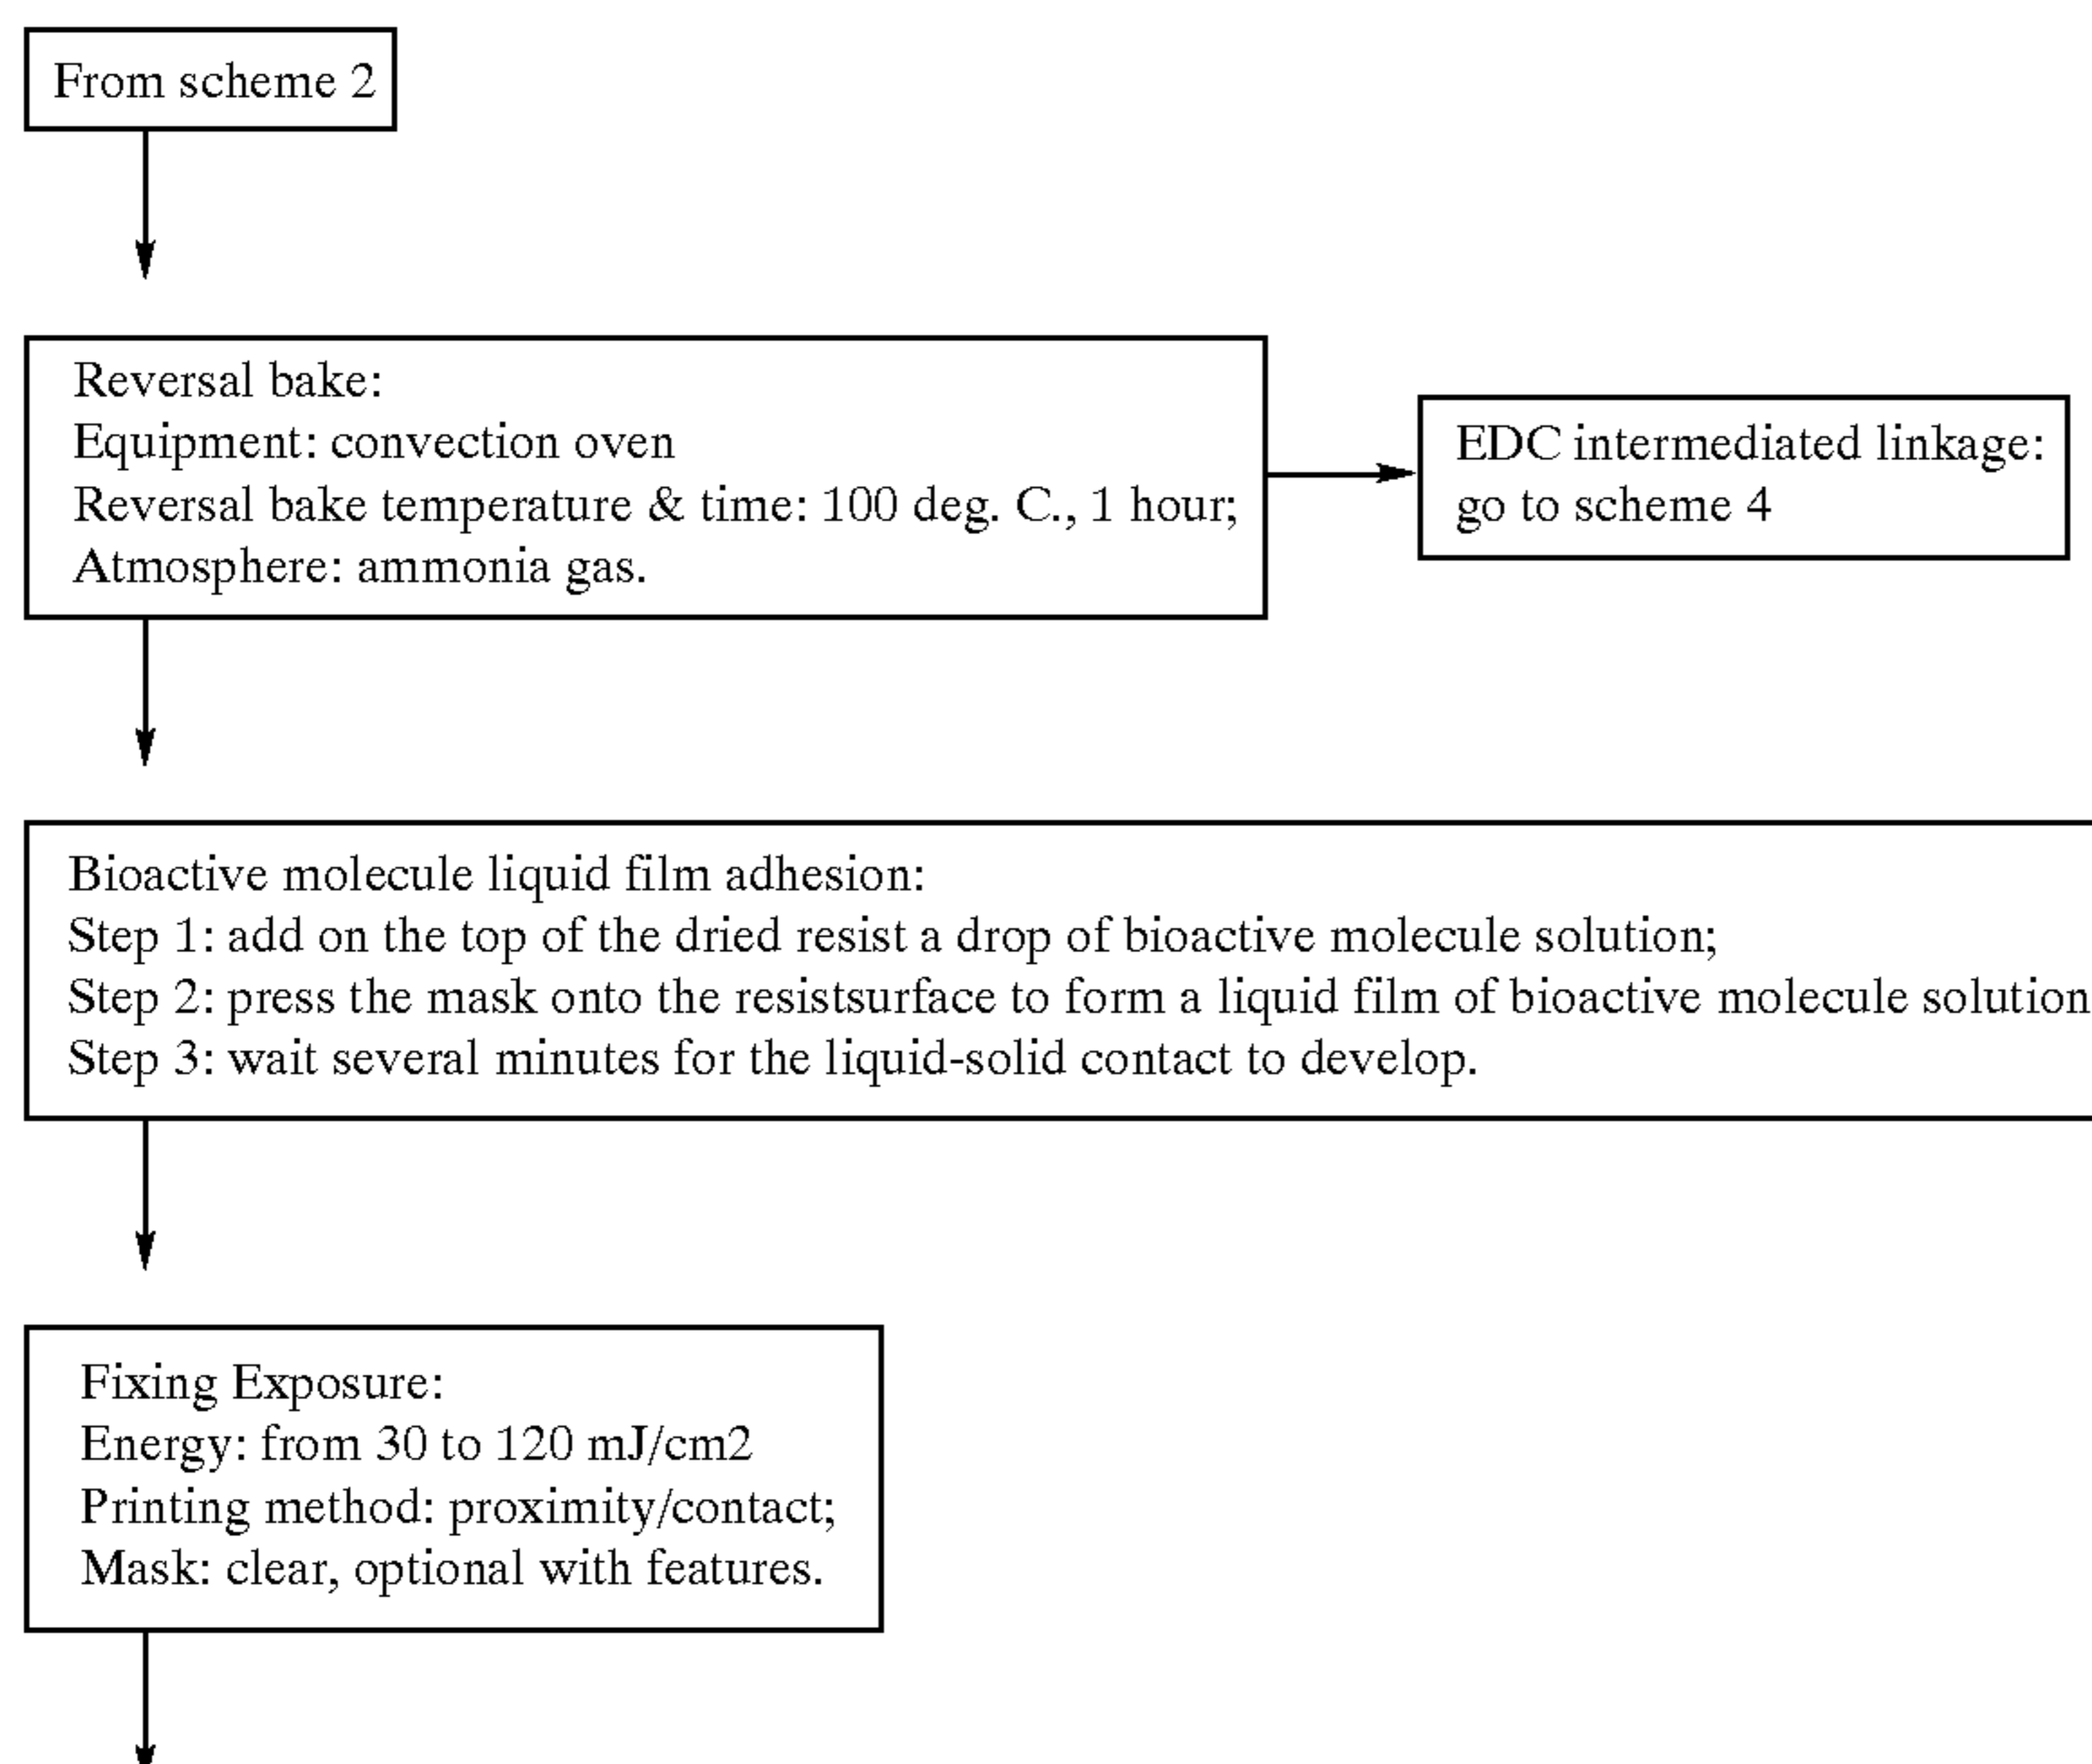 From scheme 2
Reversal bake:
Equipment: convection oven
Reversal bake temperature & time: 100 deg. C., 1 hour;
Atmosphere: ammonia gas.
EDC intermediated linkage:
go to scheme 4
Bioactive molecule liquid film adhesion:
Step 1: add on the top of the dried resist a drop of bioactive molecule solution;
Step 2: press the mask onto the resistsurface to form a liquid film of bioactive molecule solution
Step 3: wait several minutes for the liquid-solid contact to develop.
Fixing Exposure:
Energy: from 30 to 120 mJ/cm2
Printing method: proximity/contact;
Mask: clear, optional with features.